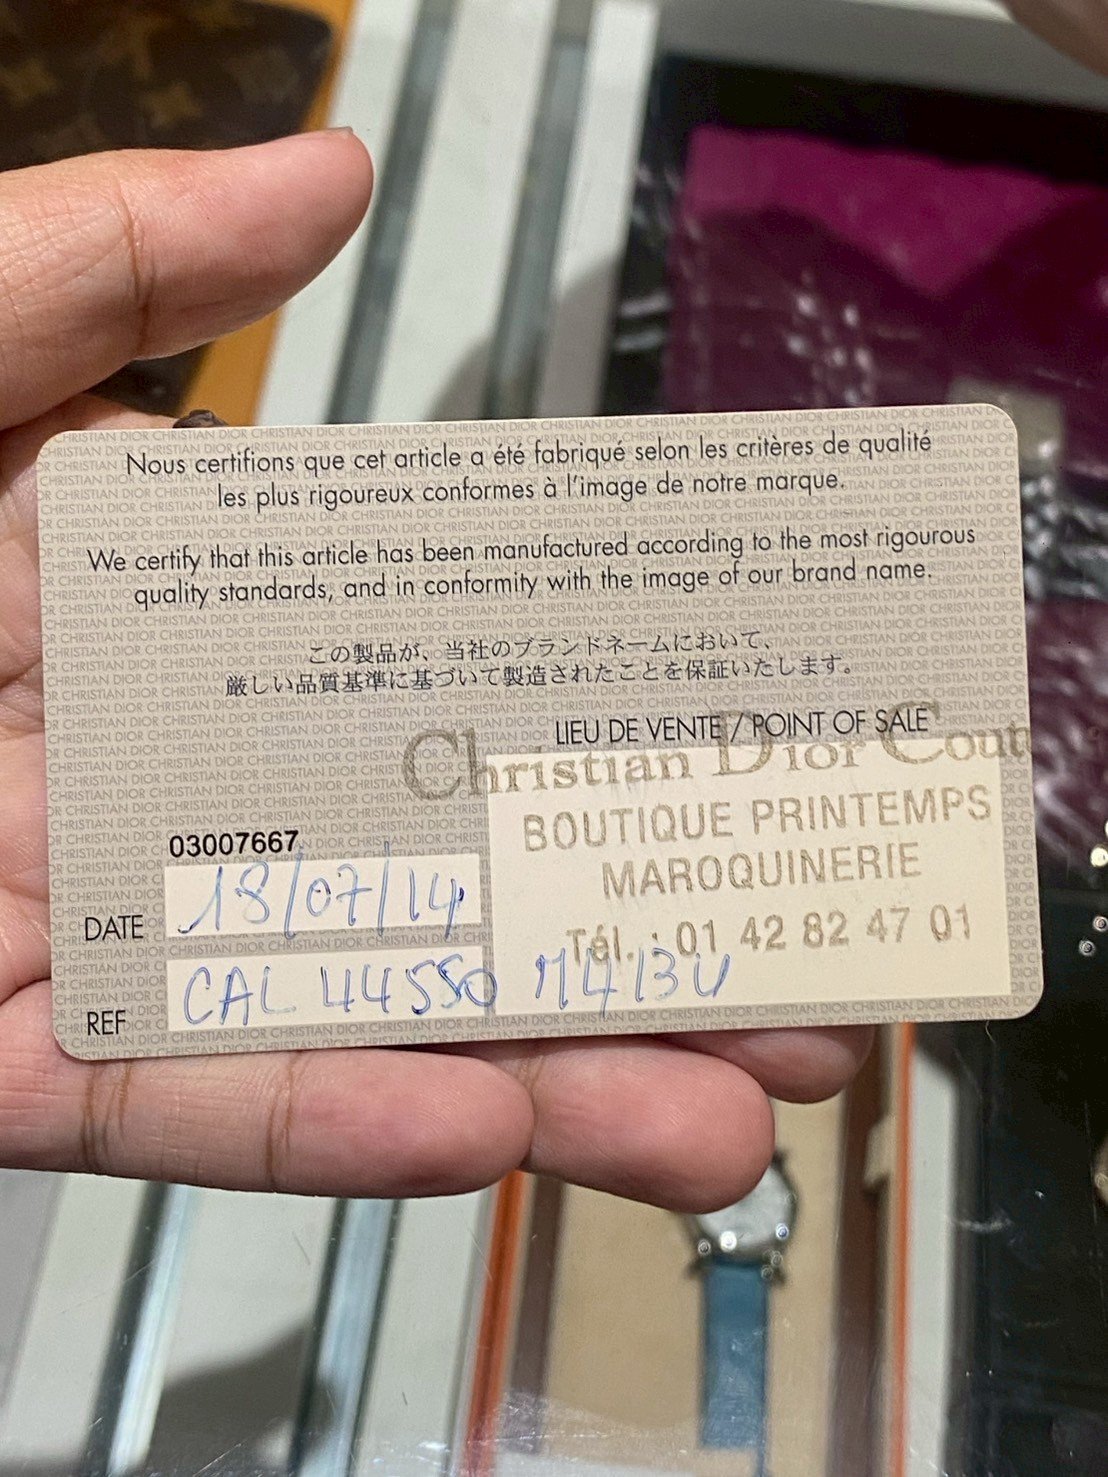 Nous certifions que cet article a été fabriqué selon les critères de qualité
les plus rigoureux conformes à l'image de notre marque.
We certify that this article has been manufactured according to the most rigourous
quality standards, and in conformity with the image of our brand name.
この製品が、当社のブランドネームにおいて、
厳しい品質基準に基づいて製造されたことを保証いたします。
LIEU DE VENTE / POINT OF SALE
Christian Dior Cout
BOUTIQUE PRINTEMPS
MAROQUINERIE
Tél. : 01 42 82 47 01
03007667
DATE 18/07/14
REF CAL 44550 M413U